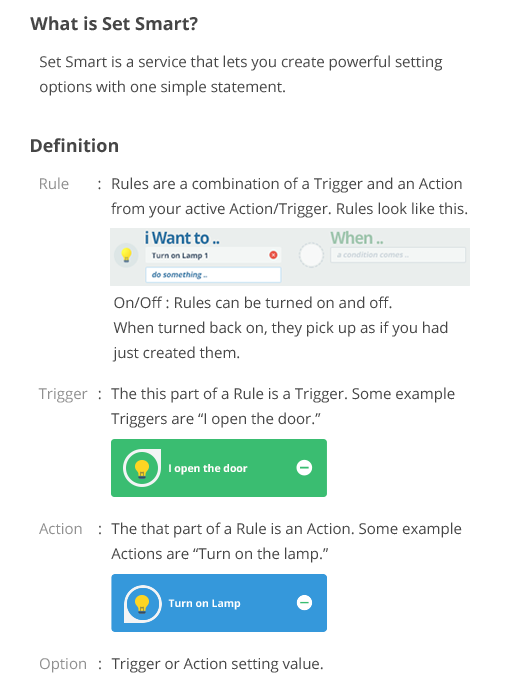 What is Set Smart?
Set Smart is a service that lets you create powerful setting
options with one simple statement.
Definition
Rule : Rules are a combination of a Trigger and an Action
from your active Action/Trigger. Rules look like this.
i Want to .. When ..
Turn on Lamp 1 a condition comes ..
do something ..
On/Off : Rules can be turned on and off.
When turned back on, they pick up as if you had
just created them.
Trigger : The this part of a Rule is a Trigger. Some example
Triggers are “I open the door.”
I open the door
Action : The that part of a Rule is an Action. Some example
Actions are “Turn on the lamp.”
Turn on Lamp
Option : Trigger or Action setting value.